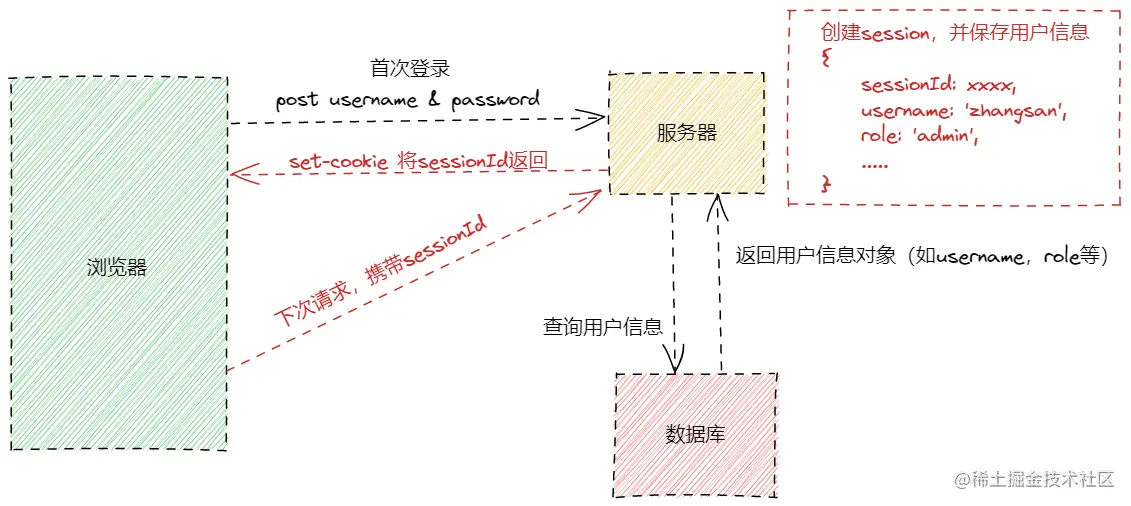 首次登录
post username & password
set-cookie 将sessionId返回
下次请求，携带sessionId
浏览器
服务器
创建session，并保存用户信息
{
sessionId: xxxx,
username: 'zhangsan',
role: 'admin',
.....
}
返回用户信息对象（如username，role等）
查询用户信息
数据库
@稀土掘金技术社区